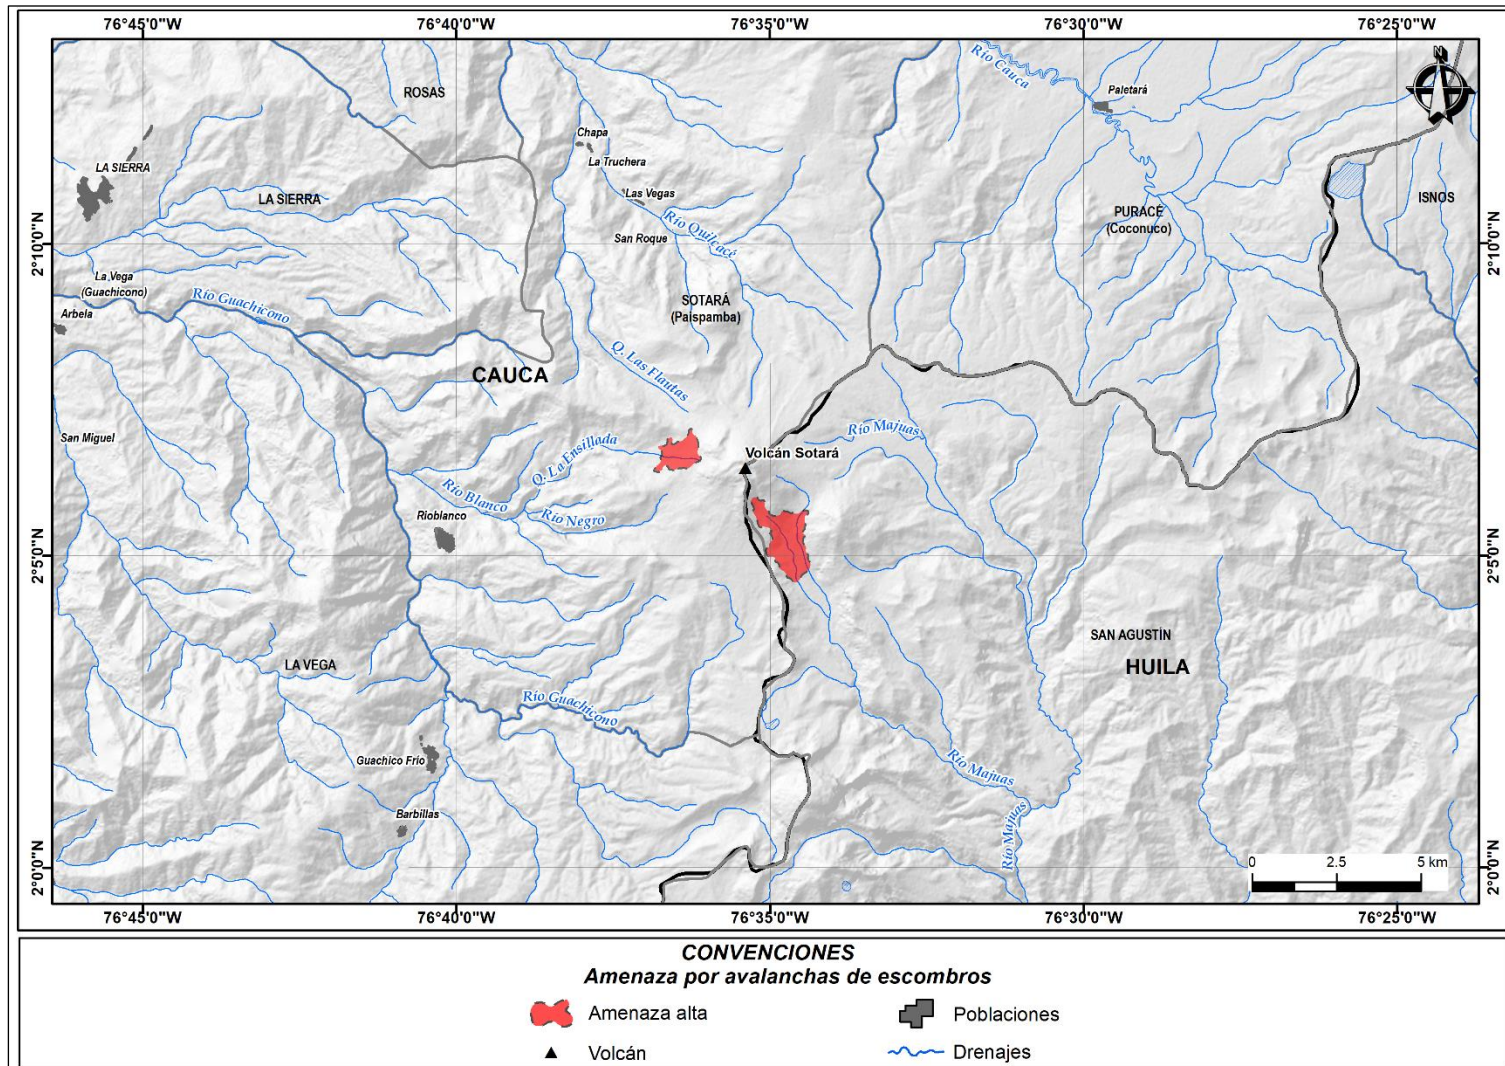 76°45'0"W 76°40'0"W 76°35'0"W 76°30'0"W 76°25'0"W
N
Río Cauca
Paletará
ROSAS
Chapa
La Truchera
LA SIERRA
Las Vegas
LA SIERRA
ISNOS
PURACÉ
(Coconuco)
Río Quilcacé
San Roque
2°10'0"N 2°10'0"N
La Vega
(Guachicono)
Río Guachicono
SOTARÁ
(Paispamba)
Arbela
Q. Las Flautas
CAUCA
San Miguel
Río Majuas
Q. La Ensillada
Volcán Sotará
Río Blanco
Rioblanco
Río Negro
2°5'0"N 2°5'0"N
SAN AGUSTÍN
HUILA
LA VEGA
Río Guachicono
Guachico Frio
Río Majuas
Barbillas
Río Majuas
2°0'0"N 2°0'0"N
0 2.5 5 km
76°45'0"W 76°40'0"W 76°35'0"W 76°30'0"W 76°25'0"W
CONVENCIONES
Amenaza por avalanchas de escombros
Amenaza alta
Poblaciones
Volcán
Drenajes